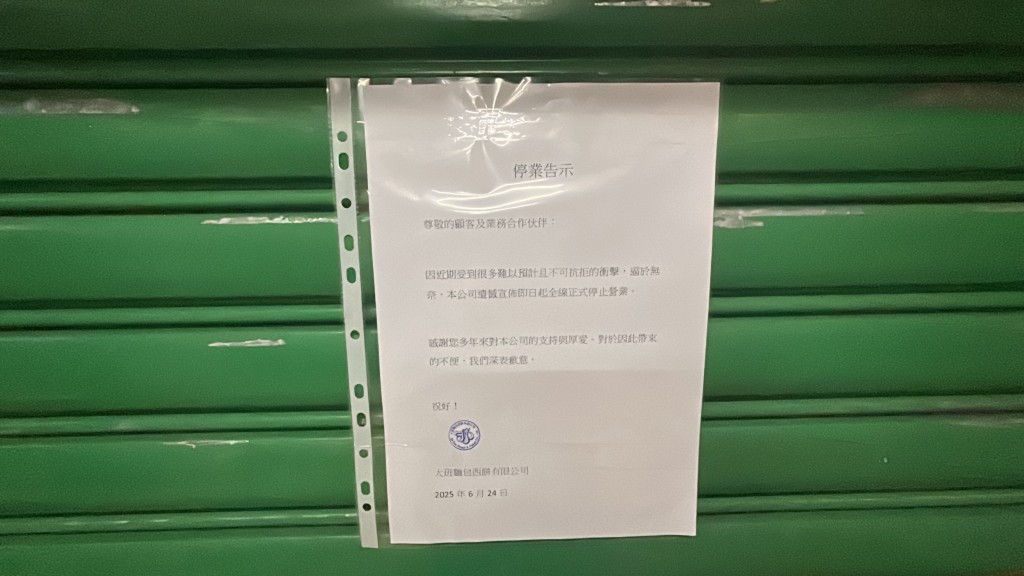 停業告示
尊敬的顧客及業務合作伙伴：
因近期受到很多難以預計且不可抗拒的衝擊，逼於無
奈，本公司遺憾宣佈即日起全線正式停止營業。
感謝您多年來對本公司的支持與厚愛。對於因此帶來
的不便，我們深表歉意。
祝好！
大班麵包西餅有限公司
2025 年 6 月 24 日